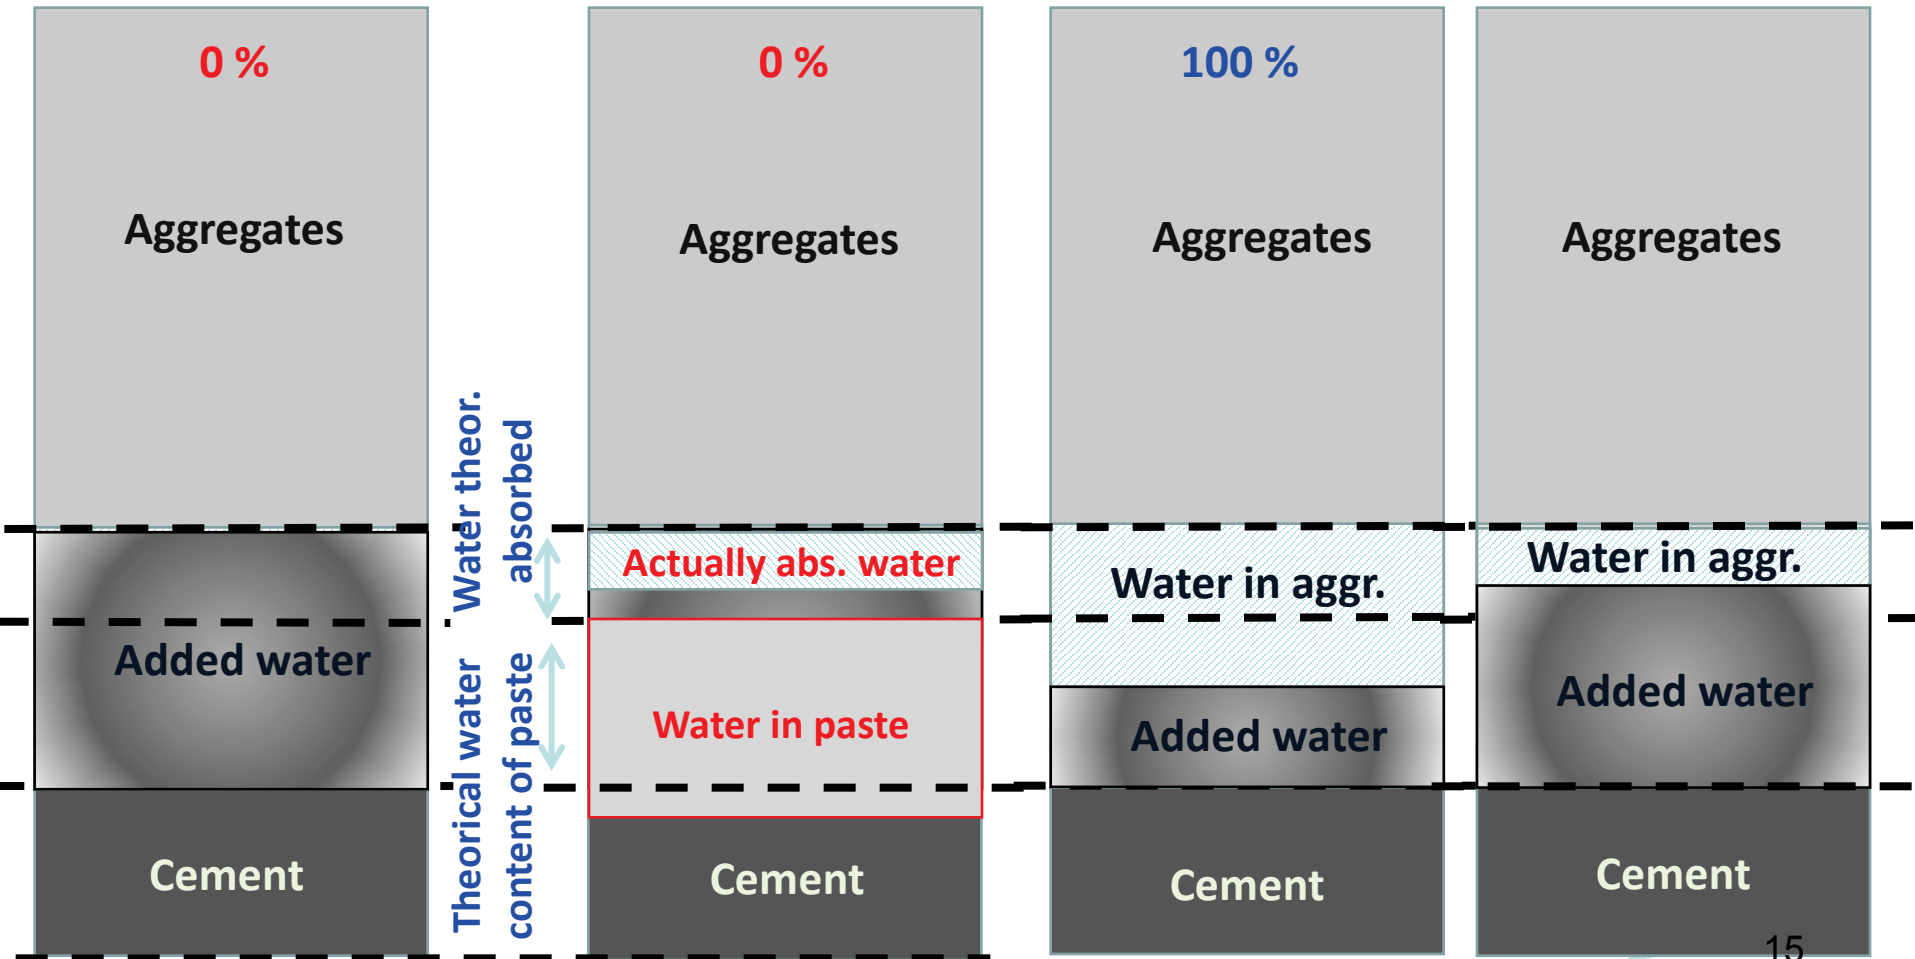 0 %
Aggregates
Added water
Cement
Water theor.
absorbed
Theorical water
content of paste
0 %
Aggregates
Actually abs. water
Water in paste
Cement
100 %
Aggregates
Water in aggr.
Added water
Cement
Aggregates
Water in aggr.
Added water
Cement
15